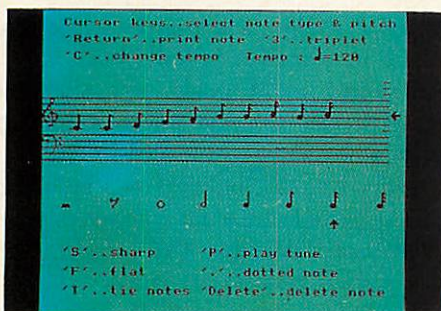 Cursor keys..select note type & pitch
'Return'..print note '3'..triplet
'C'..change tempo Tempo : ♩=120
'S'..sharp 'P'..play tune
'F'..flat '.'..dotted note
'T'..tie notes 'Delete'..delete note